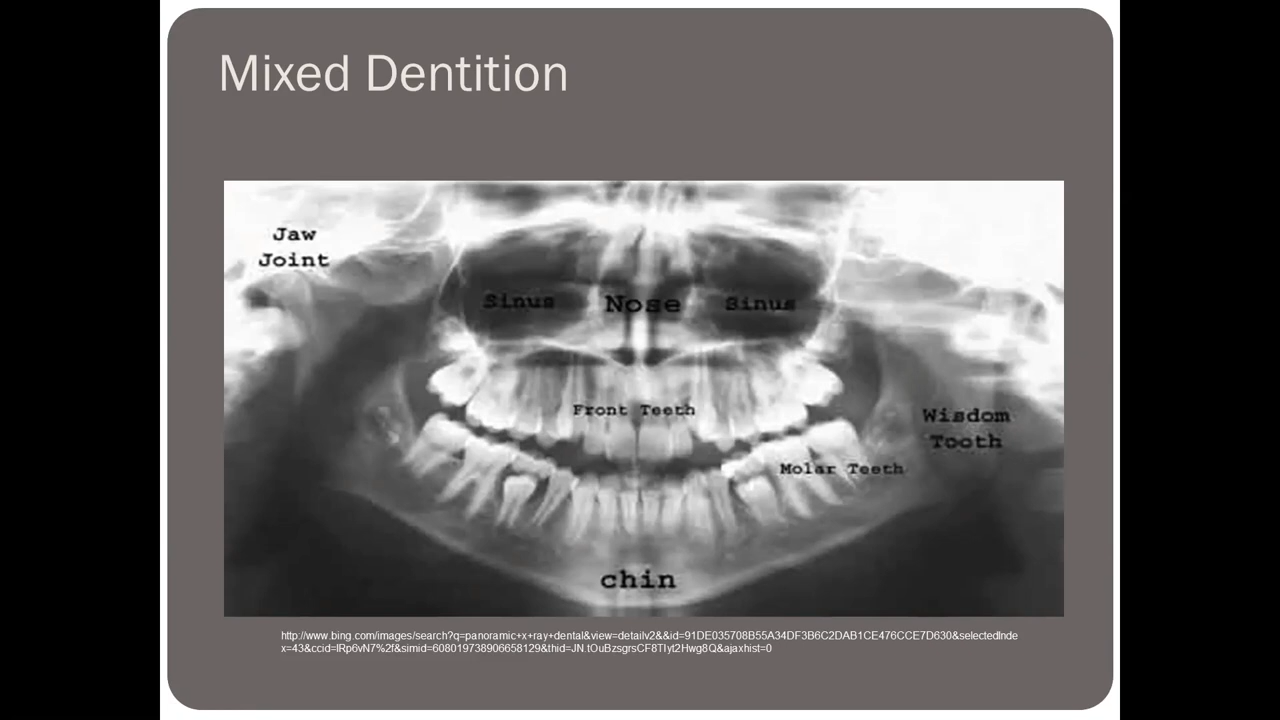 Mixed Dentition
Jaw
Joint
Sinus
Nose
Sinus
Front Teeth
Wisdom
Tooth
Molar Teeth
chin
http://www.bing.com/images/search?q=panoramic+x+ray+dental&view=detailv2&&id=91DE035708B55A34DF3B6C2DAB1CE476CCE7D630&selectedInde
x=43&ccid=IRp6vN7%2f&simid=608019738906658129&thid=JN.tOuBzsgrsCF8TIyt2Hwg8Q&ajaxhist=0